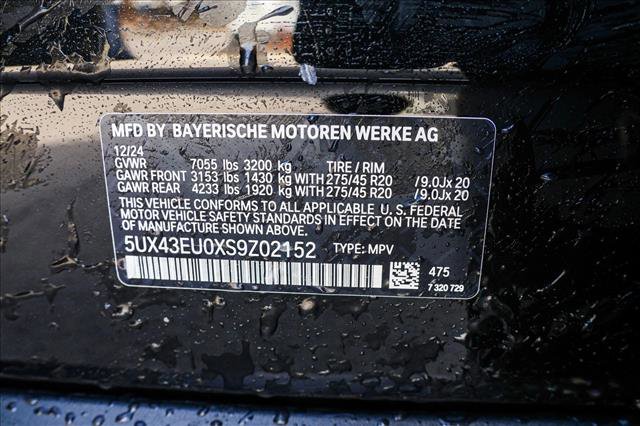 MFD BY BAYERISCHE MOTOREN WERKE AG
12/24
GVWR 7055 lbs 3200 kg TIRE / RIM
GAWR FRONT 3153 lbs 1430 kg WITH 275/45 R20 /9.0Jx 20
GAWR REAR 4233 lbs 1920 kg WITH 275/45 R20 /9.0Jx 20
THIS VEHICLE CONFORMS TO ALL APPLICABLE U. S. FEDERAL
MOTOR VEHICLE SAFETY STANDARDS IN EFFECT ON THE DATE
OF MANUFACTURE SHOWN ABOVE.
5UX43EU0XS9Z02152 TYPE: MPV
475
7 320 729